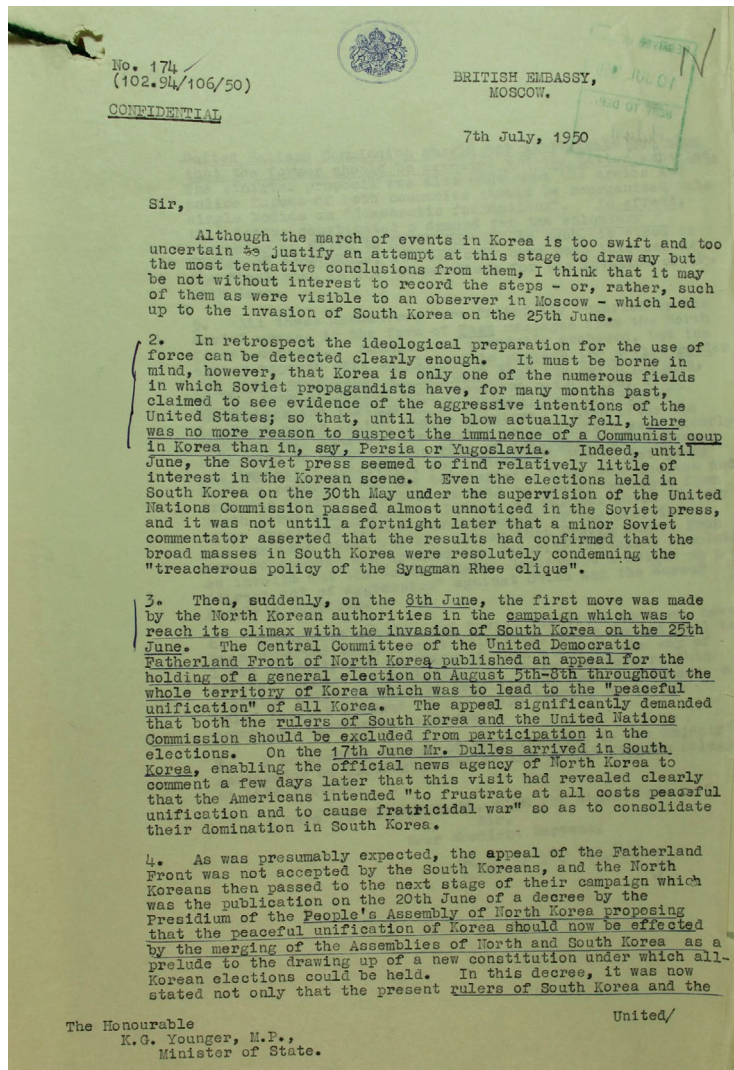 No. 174
(102.94/106/50)
CONFIDENTIAL
BRITISH EMBASSY,
MOSCOW.
7th July, 1950
N
Sir,
Although the march of events in Korea is too swift and too
uncertain to justify an attempt at this stage to draw any but
the most tentative conclusions from them, I think that it may
be not without interest to record the steps - or, rather, such
of them as were visible to an observer in Moscow - which led
up to the invasion of South Korea on the 25th June.
2. In retrospect the ideological preparation for the use of
force can be detected clearly enough. It must be borne in
mind, however, that Korea is only one of the numerous fields
in which Soviet propagandists have, for many months past,
claimed to see evidence of the aggressive intentions of the
United States; so that, until the blow actually fell, there
was no more reason to suspect the imminence of a Communist coup
in Korea than in, say, Persia or Yugoslavia. Indeed, until
June, the Soviet press seemed to find relatively little of
interest in the Korean scene. Even the elections held in
South Korea on the 30th May under the supervision of the United
Nations Commission passed almost unnoticed in the Soviet press,
and it was not until a fortnight later that a minor Soviet
commentator asserted that the results had confirmed that the
broad masses in South Korea were resolutely condemning the
"treacherous policy of the Syngman Rhee clique".
3. Then, suddenly, on the 8th June, the first move was made
by the North Korean authorities in the campaign which was to
reach its climax with the invasion of South Korea on the 25th
June. The Central Committee of the United Democratic
Fatherland Front of North Korea published an appeal for the
holding of a general election on August 5th-8th throughout the
whole territory of Korea which was to lead to the "peaceful
unification" of all Korea. The appeal significantly demanded
that both the rulers of South Korea and the United Nations
Commission should be excluded from participation in the
elections. On the 17th June Mr. Dulles arrived in South
Korea, enabling the official news agency of North Korea to
comment a few days later that this visit had revealed clearly
that the Americans intended "to frustrate at all costs peaceful
unification and to cause fratricidal war" so as to consolidate
their domination in South Korea.
4. As was presumably expected, the appeal of the Fatherland
Front was not accepted by the South Koreans, and the North
Koreans then passed to the next stage of their campaign which
was the publication on the 20th June of a decree by the
Presidium of the People's Assembly of North Korea proposing
that the peaceful unification of Korea should now be effected
by the merging of the Assemblies of North and South Korea as a
prelude to the drawing up of a new constitution under which all-
Korean elections could be held. In this decree, it was now
stated not only that the present rulers of South Korea and the
United/
The Honourable
K.G. Younger, M.P.,
Minister of State.